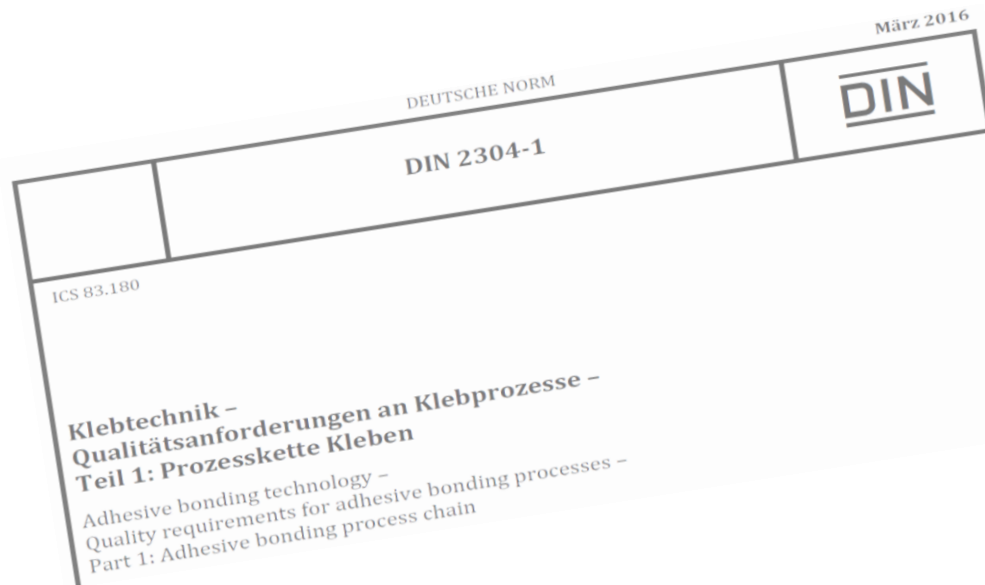 März 2016
DEUTSCHE NORM
DIN
DIN 2304-1
ICS 83.180
Klebtechnik –
Qualitätsanforderungen an Klebprozesse –
Teil 1: Prozesskette Kleben
Adhesive bonding technology –
Quality requirements for adhesive bonding processes –
Part 1: Adhesive bonding process chain